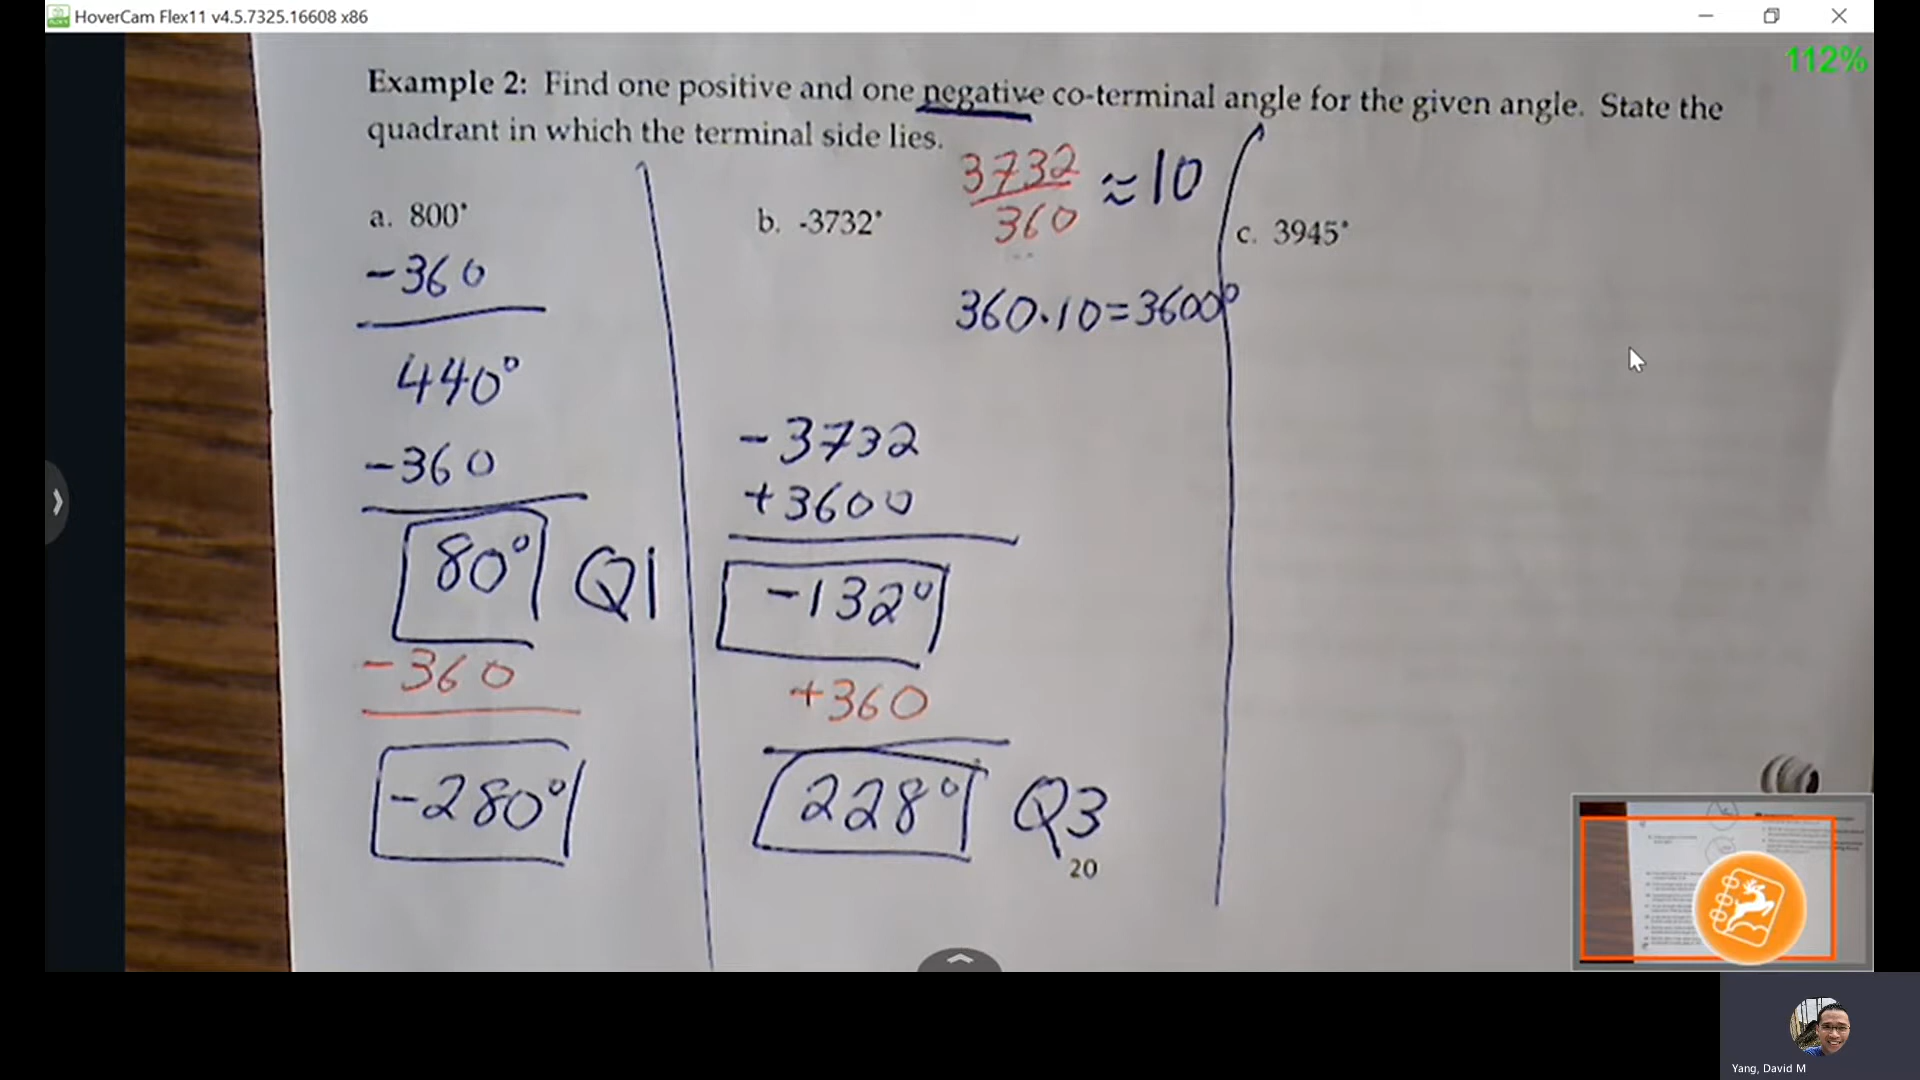 HoverCam Flex11 v4.5.7325.16608 x86
112%
Example 2: Find one positive and one negative co-terminal angle for the given angle. State the
quadrant in which the terminal side lies.
a. 800°
-360
440°
-360
80° Q1
-360
-280°
b. -3732°
3732/360 ≈ 10
360·10=3600°
-3732
+3600
-132°
+360
228° Q3
c. 3945°
20
Yang, David M